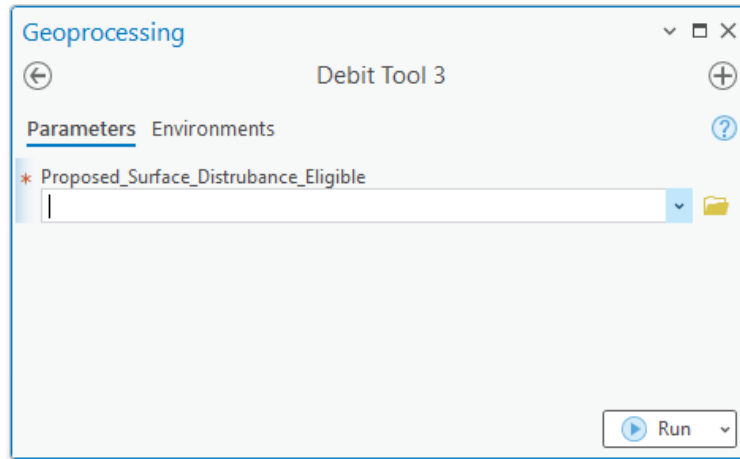 Geoprocessing
Debit Tool 3
Parameters Environments
* Proposed_Surface_Distrubance_Eligible
Run